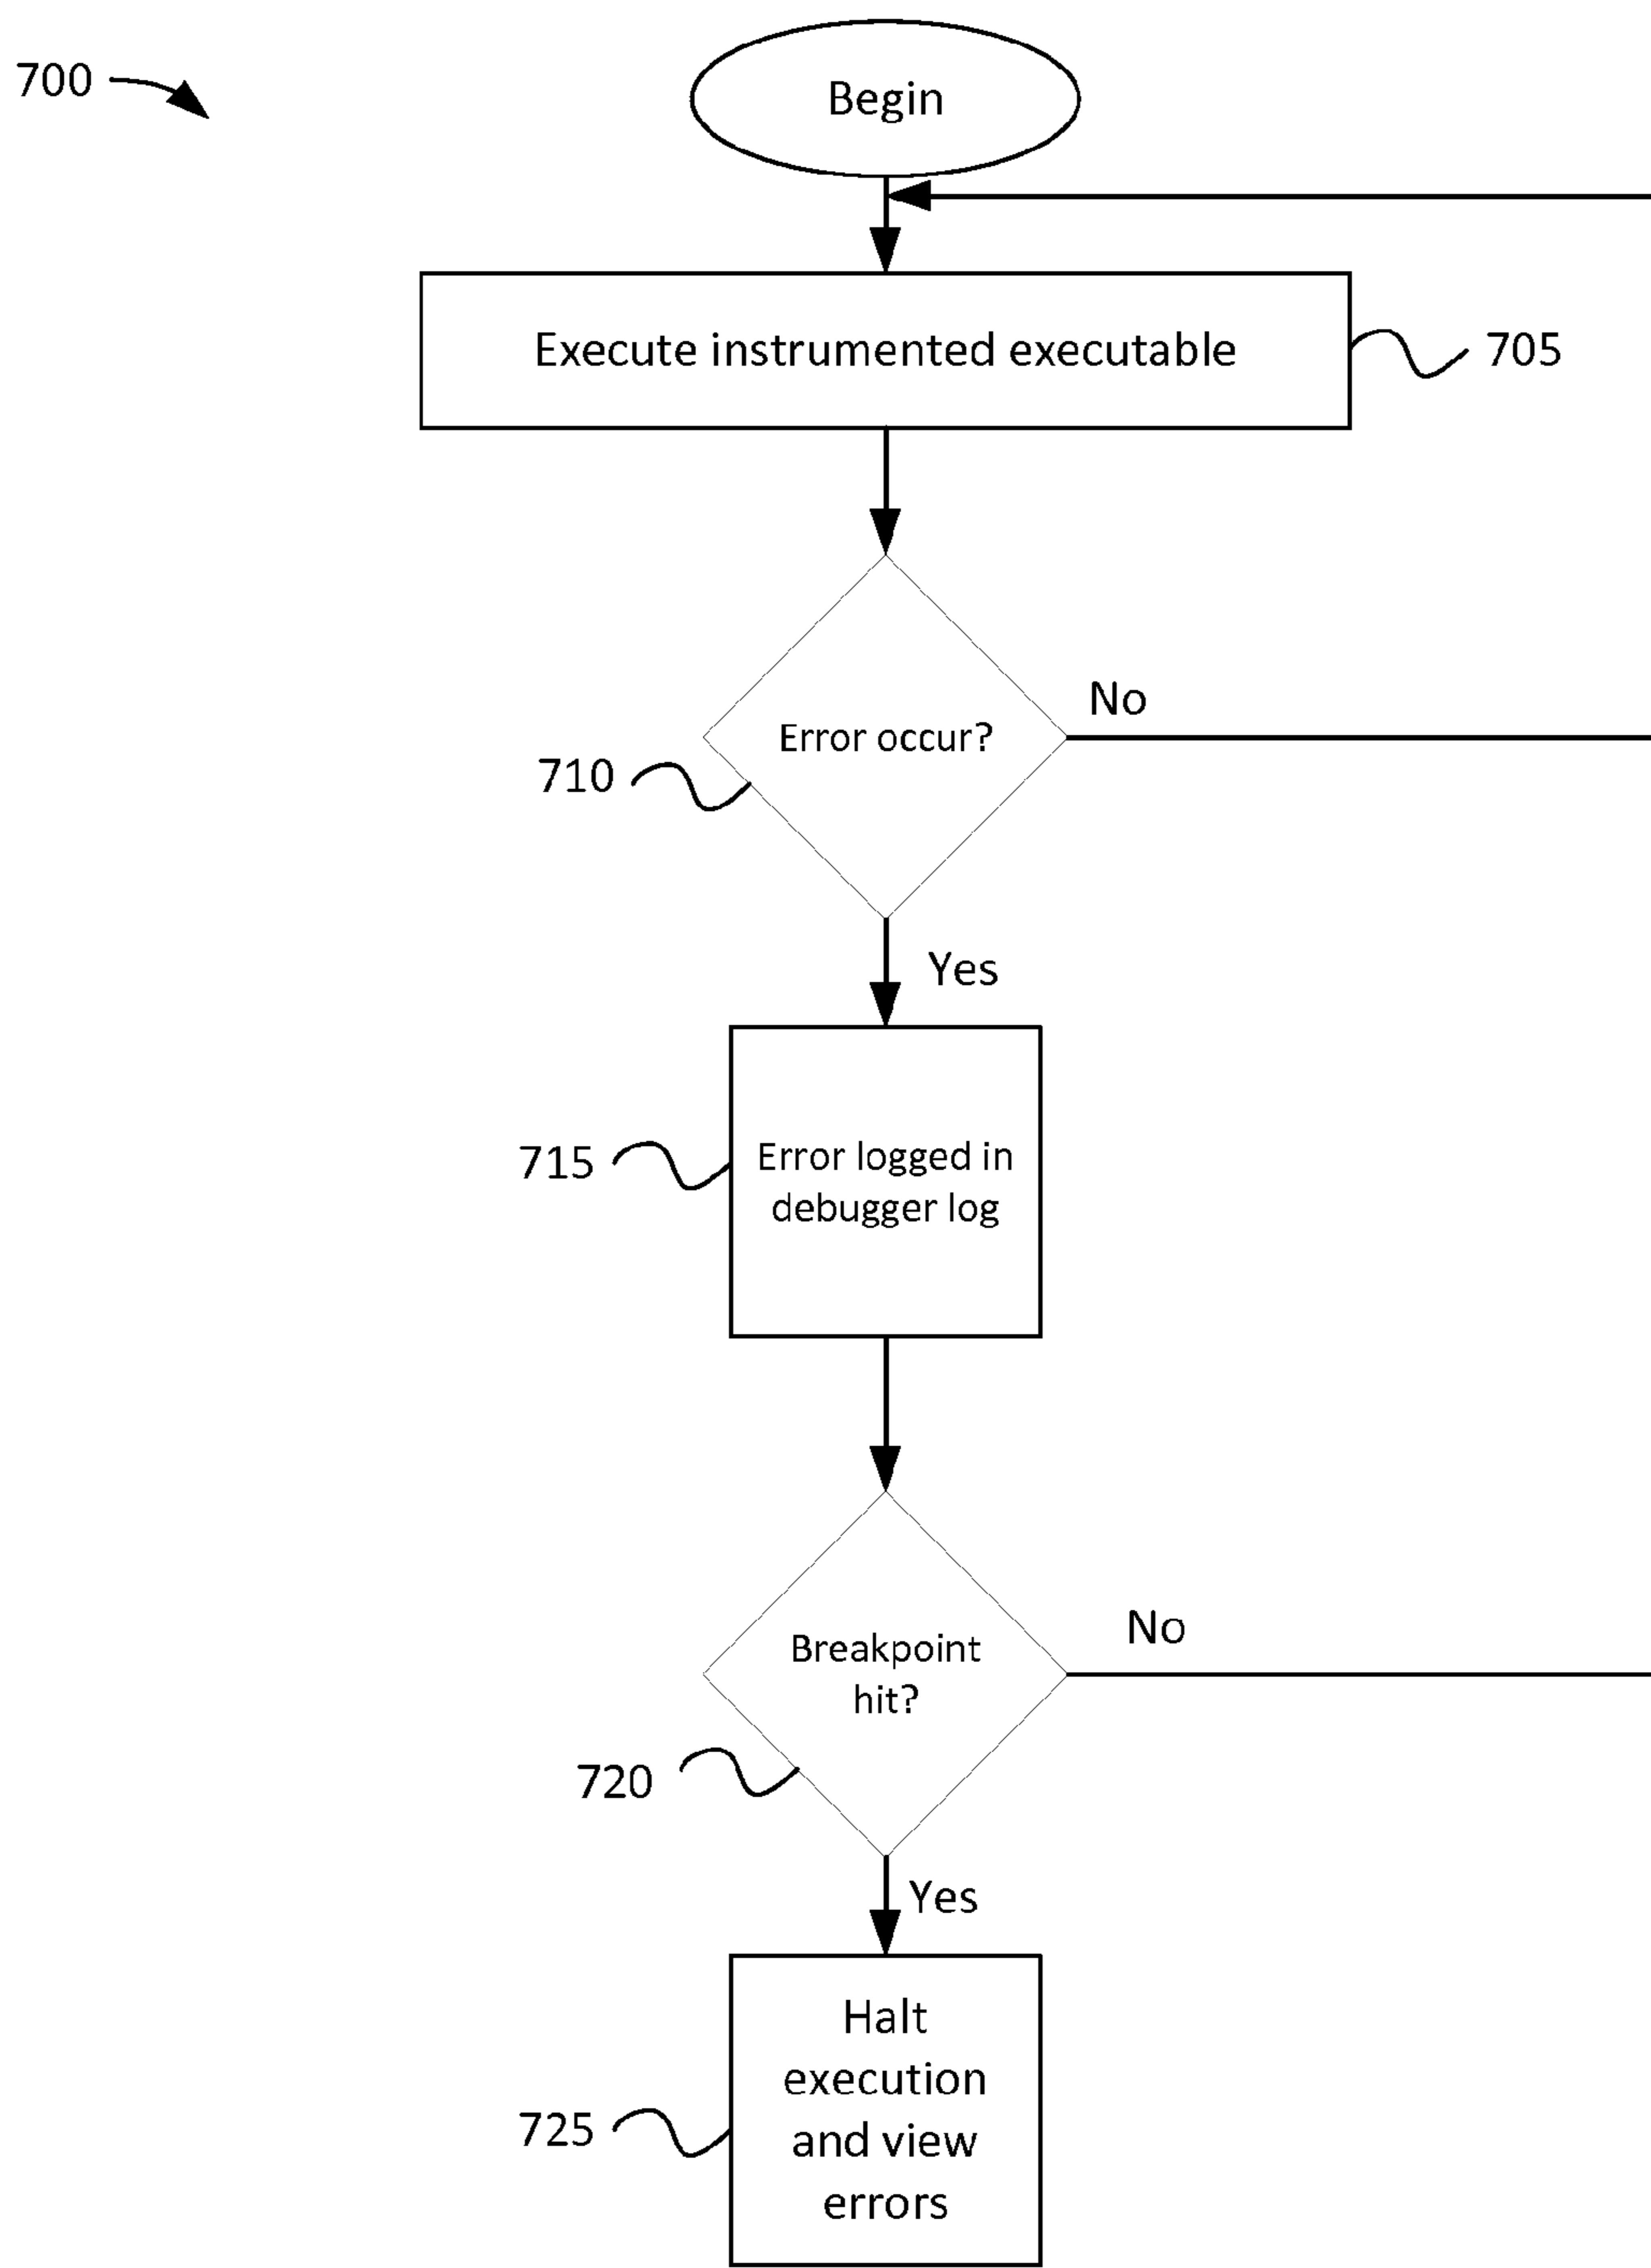 700
Begin
Execute instrumented executable
705
Error occur?
No
710
Yes
715
Error logged in
debugger log
Breakpoint
hit?
No
720
Yes
Halt
execution
and view
errors
725